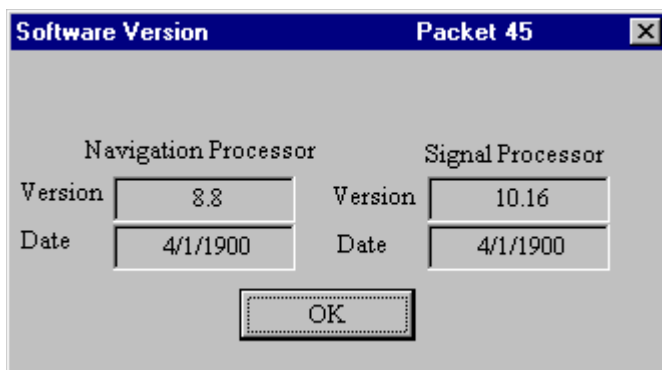 Software Version Packet 45
Navigation Processor Signal Processor
Version 8.8 Version 10.16
Date 4/1/1900 Date 4/1/1900
OK